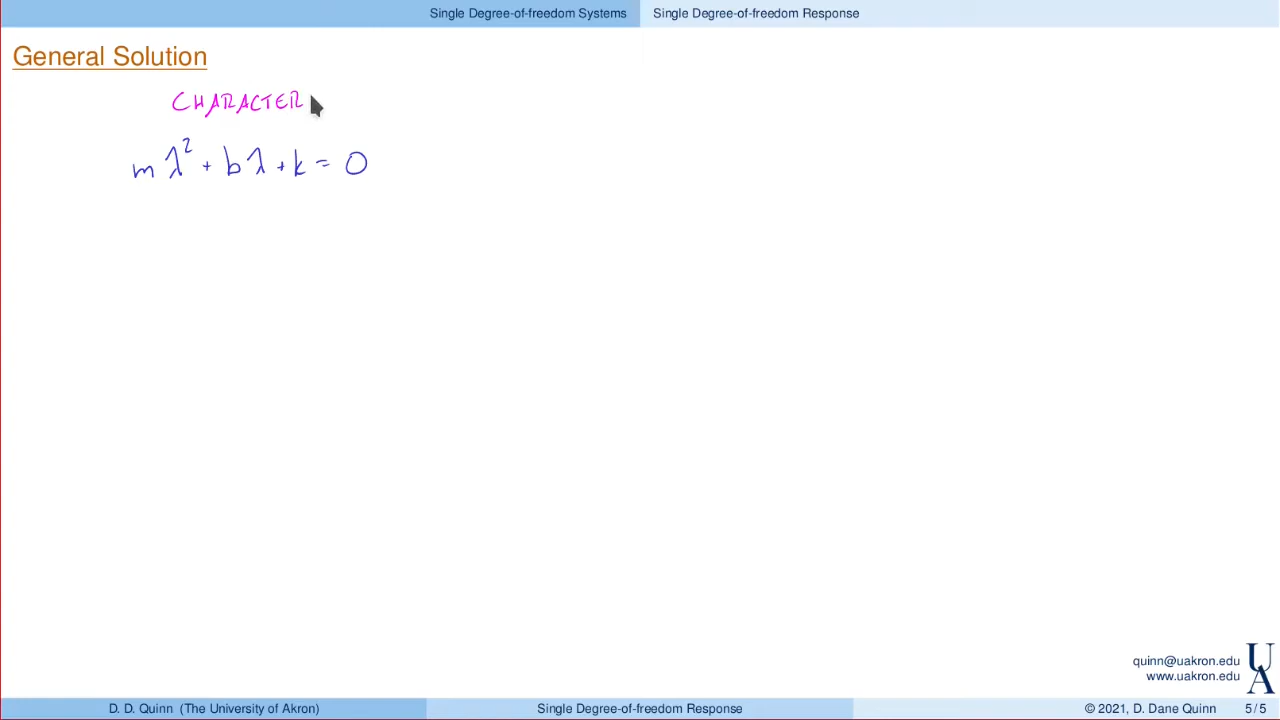 Single Degree-of-freedom Systems Single Degree-of-freedom Response
General Solution
CHARACTER
mλ² + bλ + k = 0
quinn@uakron.edu
www.uakron.edu
UA
D. D. Quinn (The University of Akron) Single Degree-of-freedom Response © 2021, D. Dane Quinn 5/5